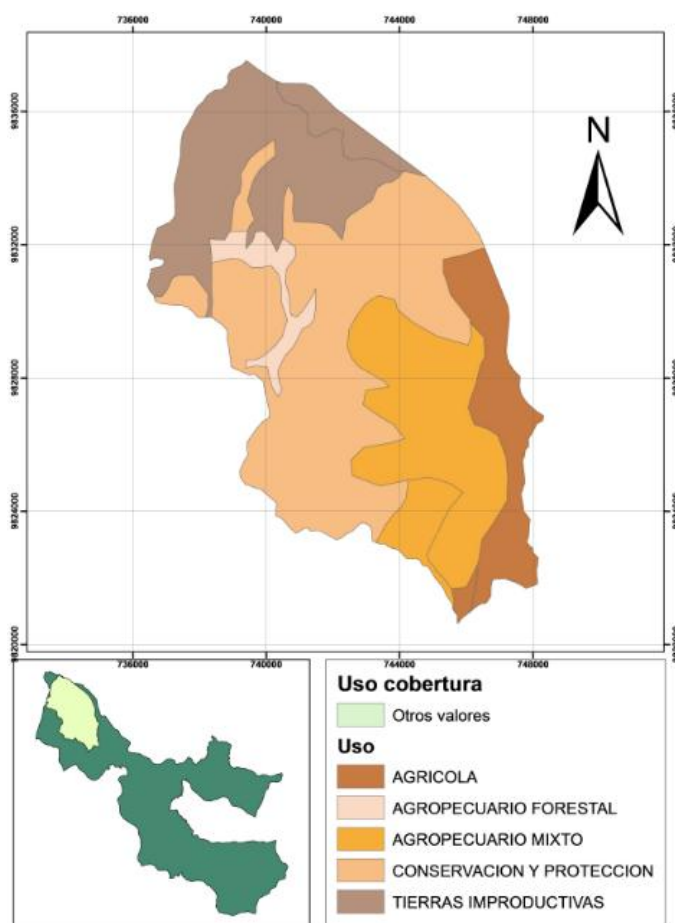 736000 740000 744000 748000
N
9836000
9832000
9828000
9824000
9820000
736000 740000 744000 748000
Uso cobertura
Otros valores
Uso
AGRICOLA
AGROPECUARIO FORESTAL
AGROPECUARIO MIXTO
CONSERVACION Y PROTECCION
TIERRAS IMPRODUCTIVAS